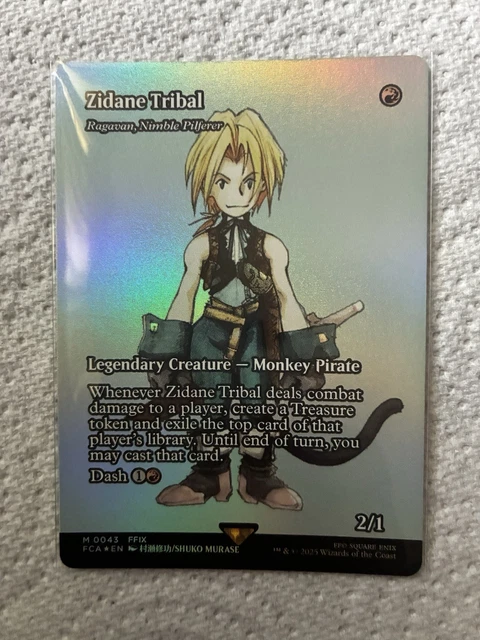 Zidane Tribal
Ragavan, Nimble Pilferer
Legendary Creature — Monkey Pirate
Whenever Zidane Tribal deals combat
damage to a player, create a Treasure
token and exile the top card of that
player's library. Until end of turn, you
may cast that card.
Dash 1
2/1
M 0043 FFIX
FCA★EN 村瀬修功/SHUKO MURASE
SQUARE ENIX
™ & © 2025 Wizards of the Coast